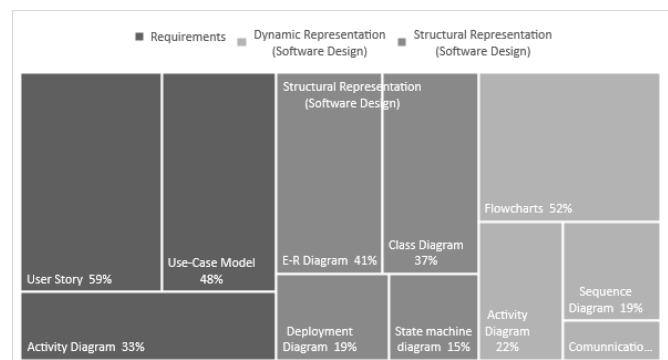 Requirements
Dynamic Representation
(Software Design)
Structural Representation
(Software Design)
Structural Representation
(Software Design)
User Story 59%
Use-Case Model
48%
Activity Diagram 33%
E-R Diagram 41%
Class Diagram
37%
Deployment
Diagram 19%
State machine
diagram 15%
Flowcharts 52%
Activity
Diagram
22%
Sequence
Diagram 19%
Comunnicatio...